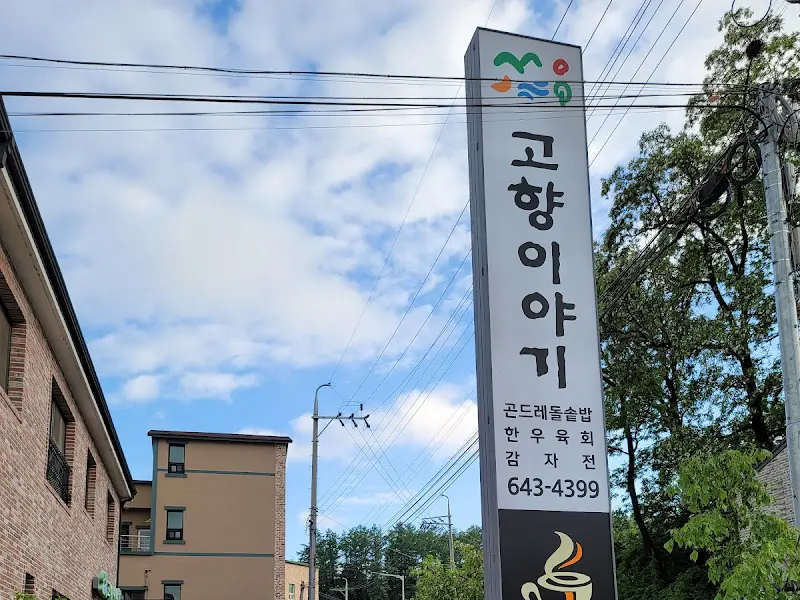 고향이야기
곤드레돌솥밥
한우육회
감자전
643-4399